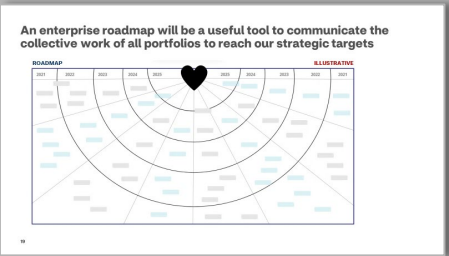 An enterprise roadmap will be a useful tool to communicate the
collective work of all portfolios to reach our strategic targets
ROADMAP
ILLUSTRATIVE
2021 2022 2023 2024 2025 2025 2024 2023 2022 2021